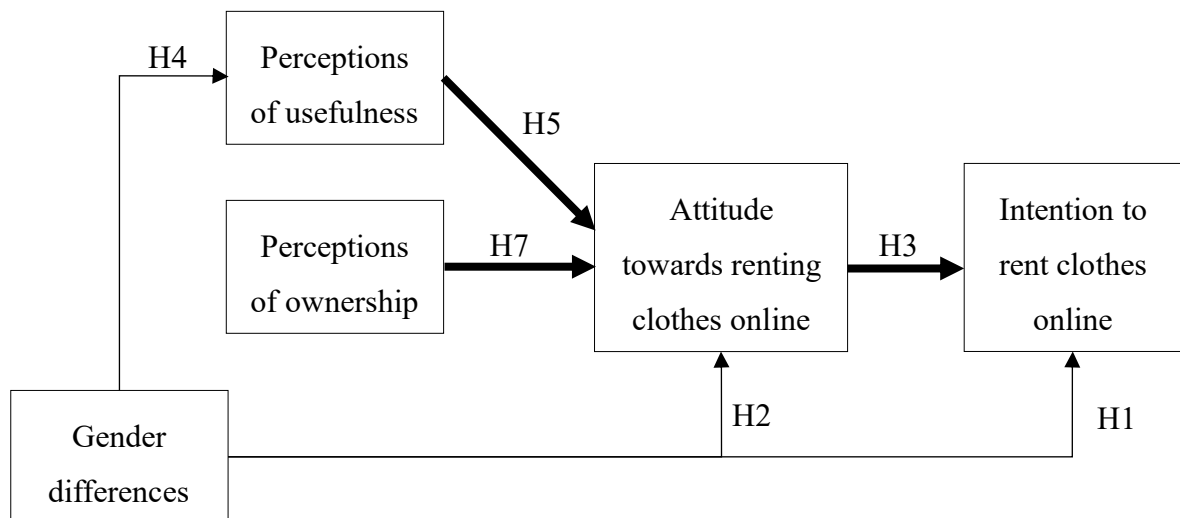 H4
Perceptions
of usefulness
H5
Perceptions
of ownership
H7
Attitude
towards renting
clothes online
H3
Intention to
rent clothes
online
H2
H1
Gender
differences